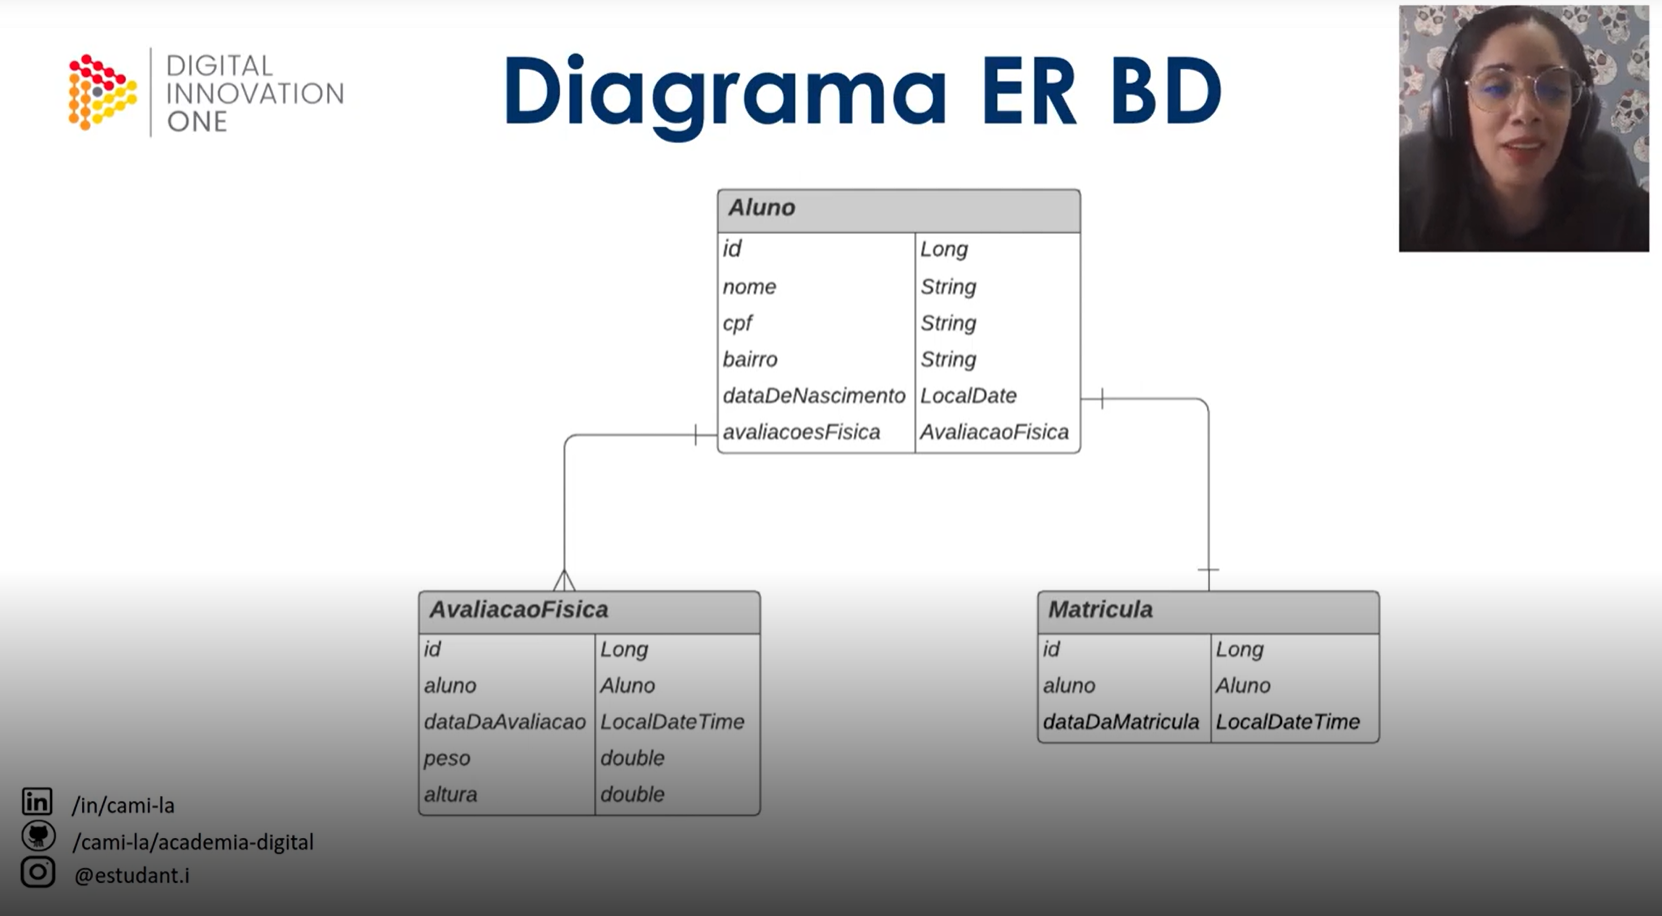 DIGITAL
INNOVATION
ONE
Diagrama ER BD
Aluno
id Long
nome String
cpf String
bairro String
dataDeNascimento LocalDate
avaliacoesFisica AvaliacaoFisica
AvaliacaoFisica
id Long
aluno Aluno
dataDaAvaliacao LocalDateTime
peso double
altura double
Matricula
id Long
aluno Aluno
dataDaMatricula LocalDateTime
in /in/cami-la
/cami-la/academia-digital
@estudant.i